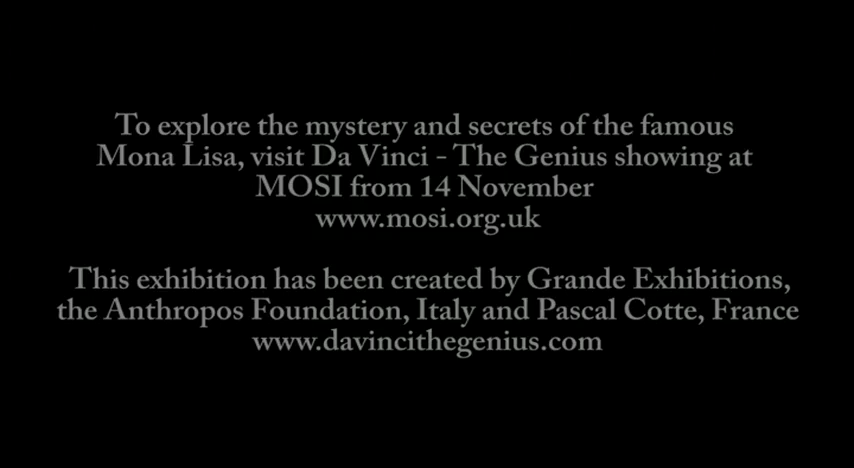 To explore the mystery and secrets of the famous
Mona Lisa, visit Da Vinci - The Genius showing at
MOSI from 14 November
www.mosi.org.uk
This exhibition has been created by Grande Exhibitions,
the Anthropos Foundation, Italy and Pascal Cotte, France
www.davincithegenius.com